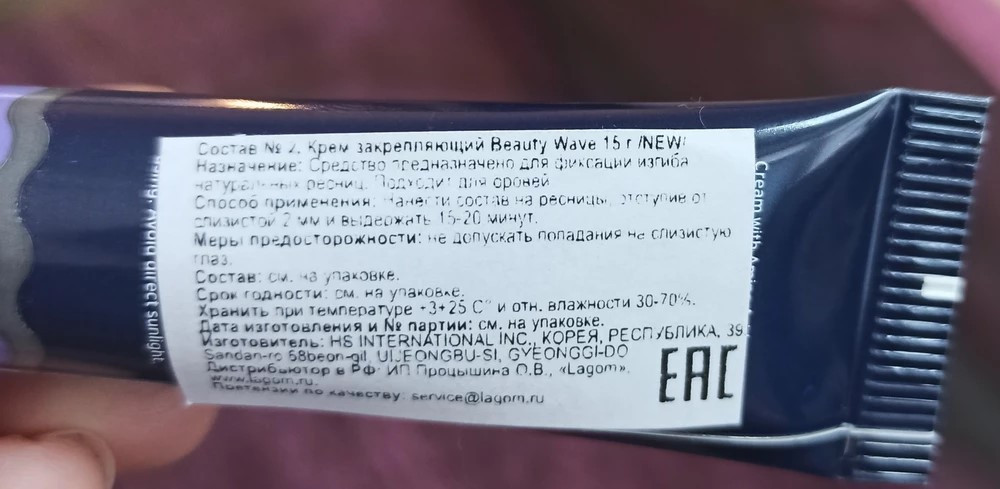 Состав № 2. Крем закрепляющий Beauty Wave 15 г /NEW/
Назначение: Средство предназначено для фиксации изгиба
натуральных ресниц. Подходит для бровей
Способ применения: Нанести состав на ресницы, отступив от
слизистой 2 мм и выдержать 15-20 минут.
Меры предосторожности: не допускать попадания на слизистую
глаз.
Состав: см. на упаковке.
Срок годности: см. на упаковке.
Хранить при температуре +3+25 С° и отн. влажности 30-70%.
Дата изготовления и № партии: см. на упаковке.
Изготовитель: HS INTERNATIONAL INC., КОРЕЯ, РЕСПУБЛИКА, 39
Sandan-ro 68beon-gil, UIJEONGBU-SI, GYEONGGI-DO
Дистрибьютор в РФ: ИП Процышина О.В., «Lagom».
www.lagom.ru.
Претензии по качеству: service@lagom.ru
EAC
Cream with
avoid direct sunlight